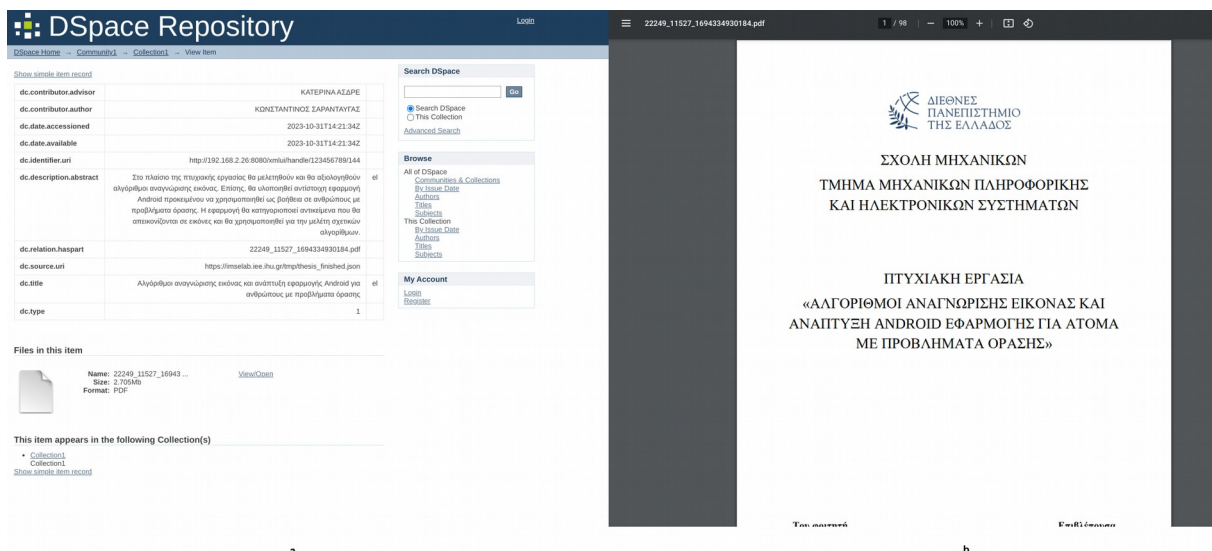 DSpace Repository
Login
DSpace Home → Community1 → Collection1 → View Item
Show simple item record
dc.contributor.advisor ΚΑΤΕΡΙΝΑ ΑΣΔΡΕ
dc.contributor.author ΚΩΝΣΤΑΝΤΙΝΟΣ ΣΑΡΑΝΤΑΥΓΑΣ
dc.date.accessioned 2023-10-31T14:21:34Z
dc.date.available 2023-10-31T14:21:34Z
dc.identifier.uri http://192.168.2.26:8080/xmlui/handle/123456789/144
dc.description.abstract Στο πλαίσιο της πτυχιακής εργασίας θα μελετηθούν και θα αξιολογηθούν el
αλγόριθμοι αναγνώρισης εικόνας. Επίσης, θα υλοποιηθεί αντίστοιχη εφαρμογή
Android προκειμένου να χρησιμοποιηθεί ως βοήθεια σε ανθρώπους με
προβλήματα όρασης. Η εφαρμογή θα κατηγοριοποιεί αντικείμενα που θα
απεικονίζονται σε εικόνες και θα χρησιμοποιηθεί για την μελέτη σχετικών
αλγορίθμων.
dc.relation.haspart 22249_11527_1694334930184.pdf
dc.source.uri https://imselab.iee.ihu.gr/tmp/thesis_finished.json
dc.title Αλγόριθμοι αναγνώρισης εικόνας και ανάπτυξη εφαρμογής Android για el
ανθρώπους με προβλήματα όρασης
dc.type 1
Files in this item
Name: 22249_11527_16943 ... View/Open
Size: 2.705Mb
Format: PDF
This item appears in the following Collection(s)
• Collection1
Collection1
Show simple item record
Search DSpace
Go
Search DSpace
This Collection
Advanced Search
Browse
All of DSpace
Communities & Collections
By Issue Date
Authors
Titles
Subjects
This Collection
By Issue Date
Authors
Titles
Subjects
My Account
Login
Register
a
22249_11527_1694334930184.pdf 1 / 98 | — 100% + |
ΔΙΕΘΝΕΣ
ΠΑΝΕΠΙΣΤΗΜΙΟ
ΤΗΣ ΕΛΛΑΔΟΣ
ΣΧΟΛΗ ΜΗΧΑΝΙΚΩΝ
ΤΜΗΜΑ ΜΗΧΑΝΙΚΩΝ ΠΛΗΡΟΦΟΡΙΚΗΣ
ΚΑΙ ΗΛΕΚΤΡΟΝΙΚΩΝ ΣΥΣΤΗΜΑΤΩΝ
ΠΤΥΧΙΑΚΗ ΕΡΓΑΣΙΑ
«ΑΛΓΟΡΙΘΜΟΙ ΑΝΑΓΝΩΡΙΣΗΣ ΕΙΚΟΝΑΣ ΚΑΙ
ΑΝΑΠΤΥΞΗ ANDROID ΕΦΑΡΜΟΓΗΣ ΓΙΑ ΑΤΟΜΑ
ΜΕ ΠΡΟΒΛΗΜΑΤΑ ΟΡΑΣΗΣ»
Του φοιτητή Επιβλέπουσα
b